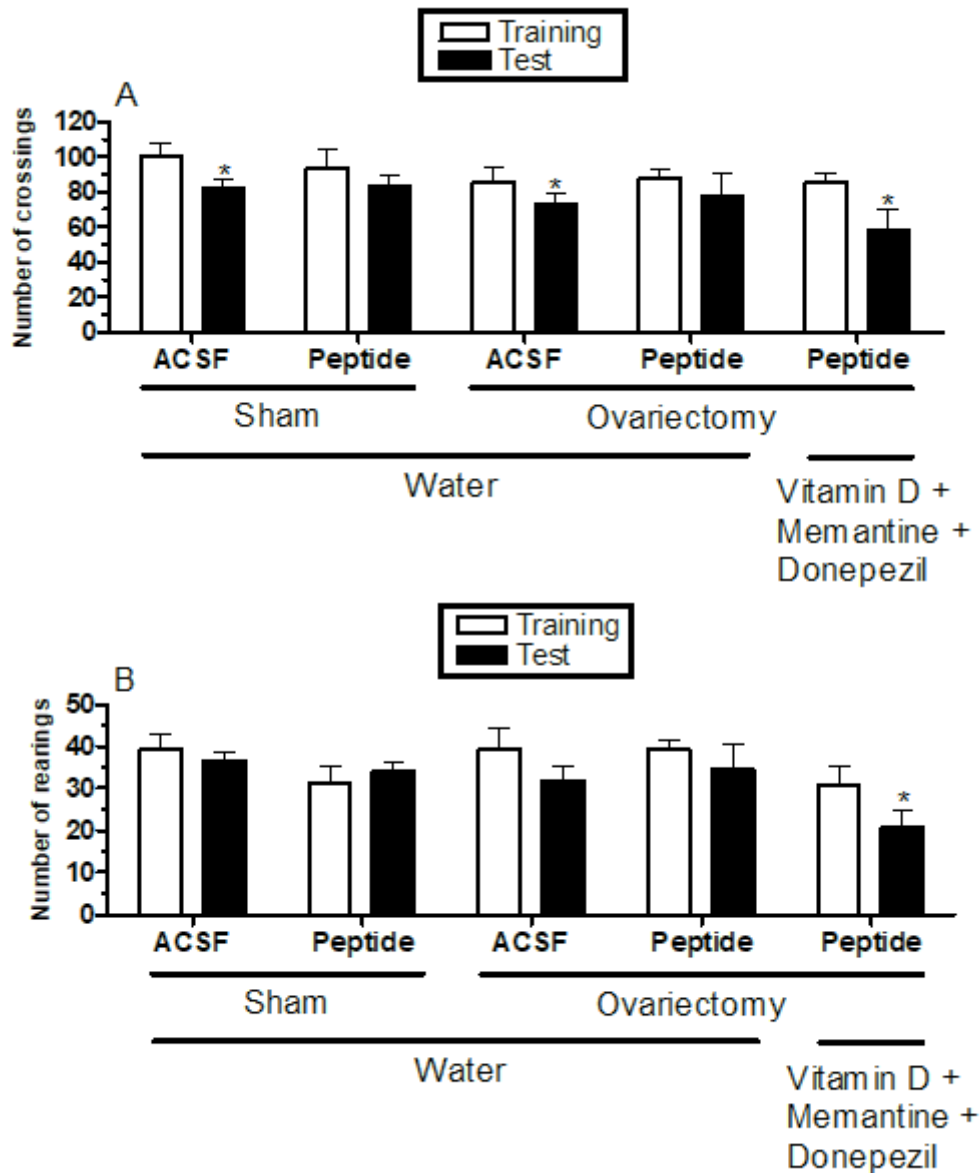 Training
Test
A
Number of crossings
120
100
80
60
40
20
0
*
*
*
ACSF Peptide ACSF Peptide Peptide
Sham Ovariectomy
Water
Vitamin D +
Memantine +
Donepezil
Training
Test
B
Number of rearings
50
40
30
20
10
0
*
ACSF Peptide ACSF Peptide Peptide
Sham Ovariectomy
Water
Vitamin D +
Memantine +
Donepezil